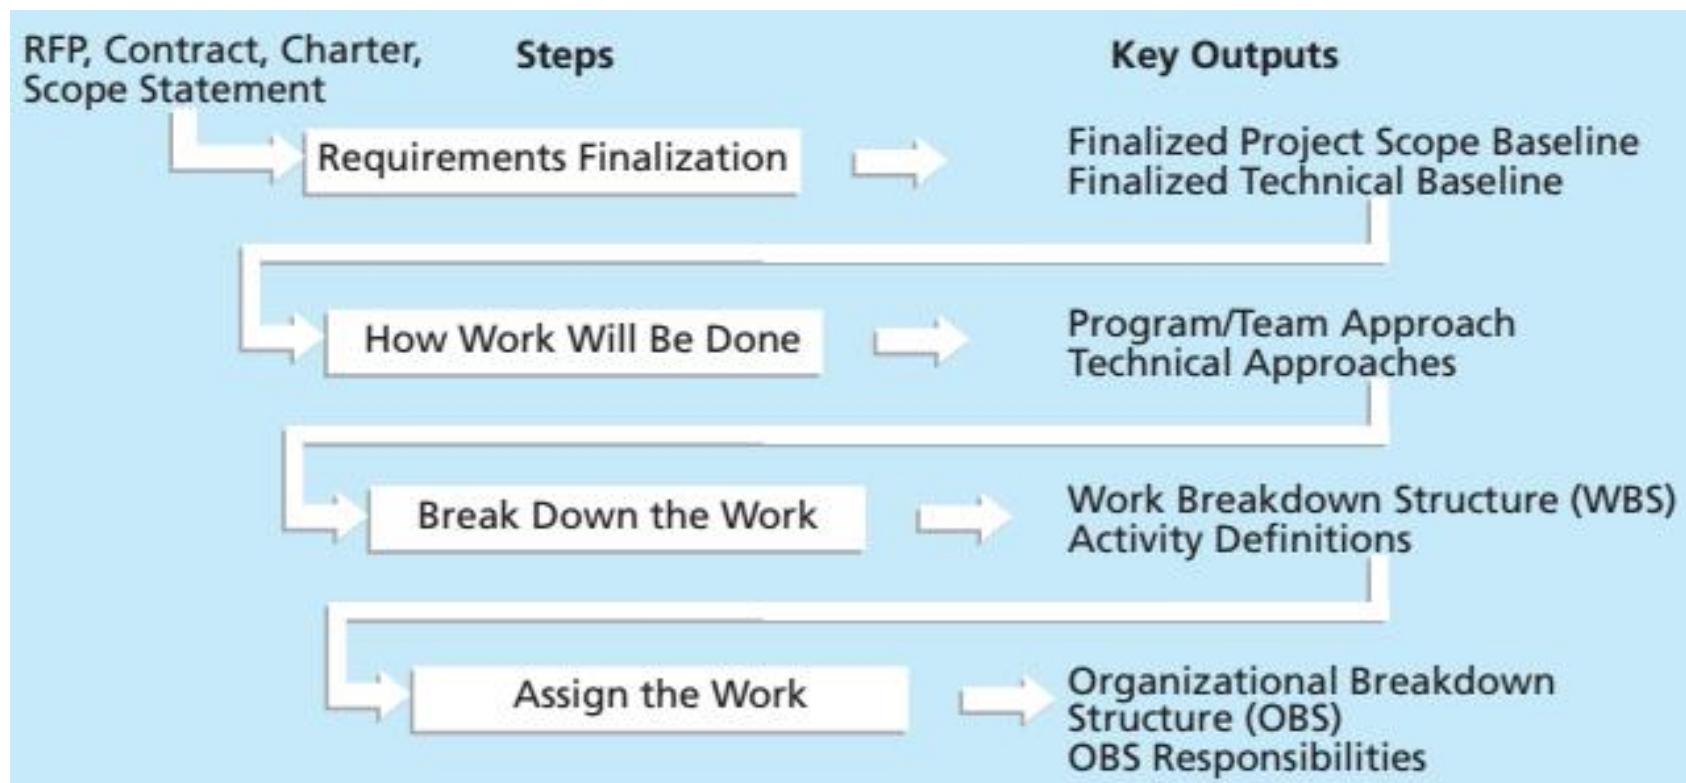 RFP, Contract, Charter,
Scope Statement
Steps
Key Outputs
Requirements Finalization
Finalized Project Scope Baseline
Finalized Technical Baseline
How Work Will Be Done
Program/Team Approach
Technical Approaches
Break Down the Work
Work Breakdown Structure (WBS)
Activity Definitions
Assign the Work
Organizational Breakdown
Structure (OBS)
OBS Responsibilities